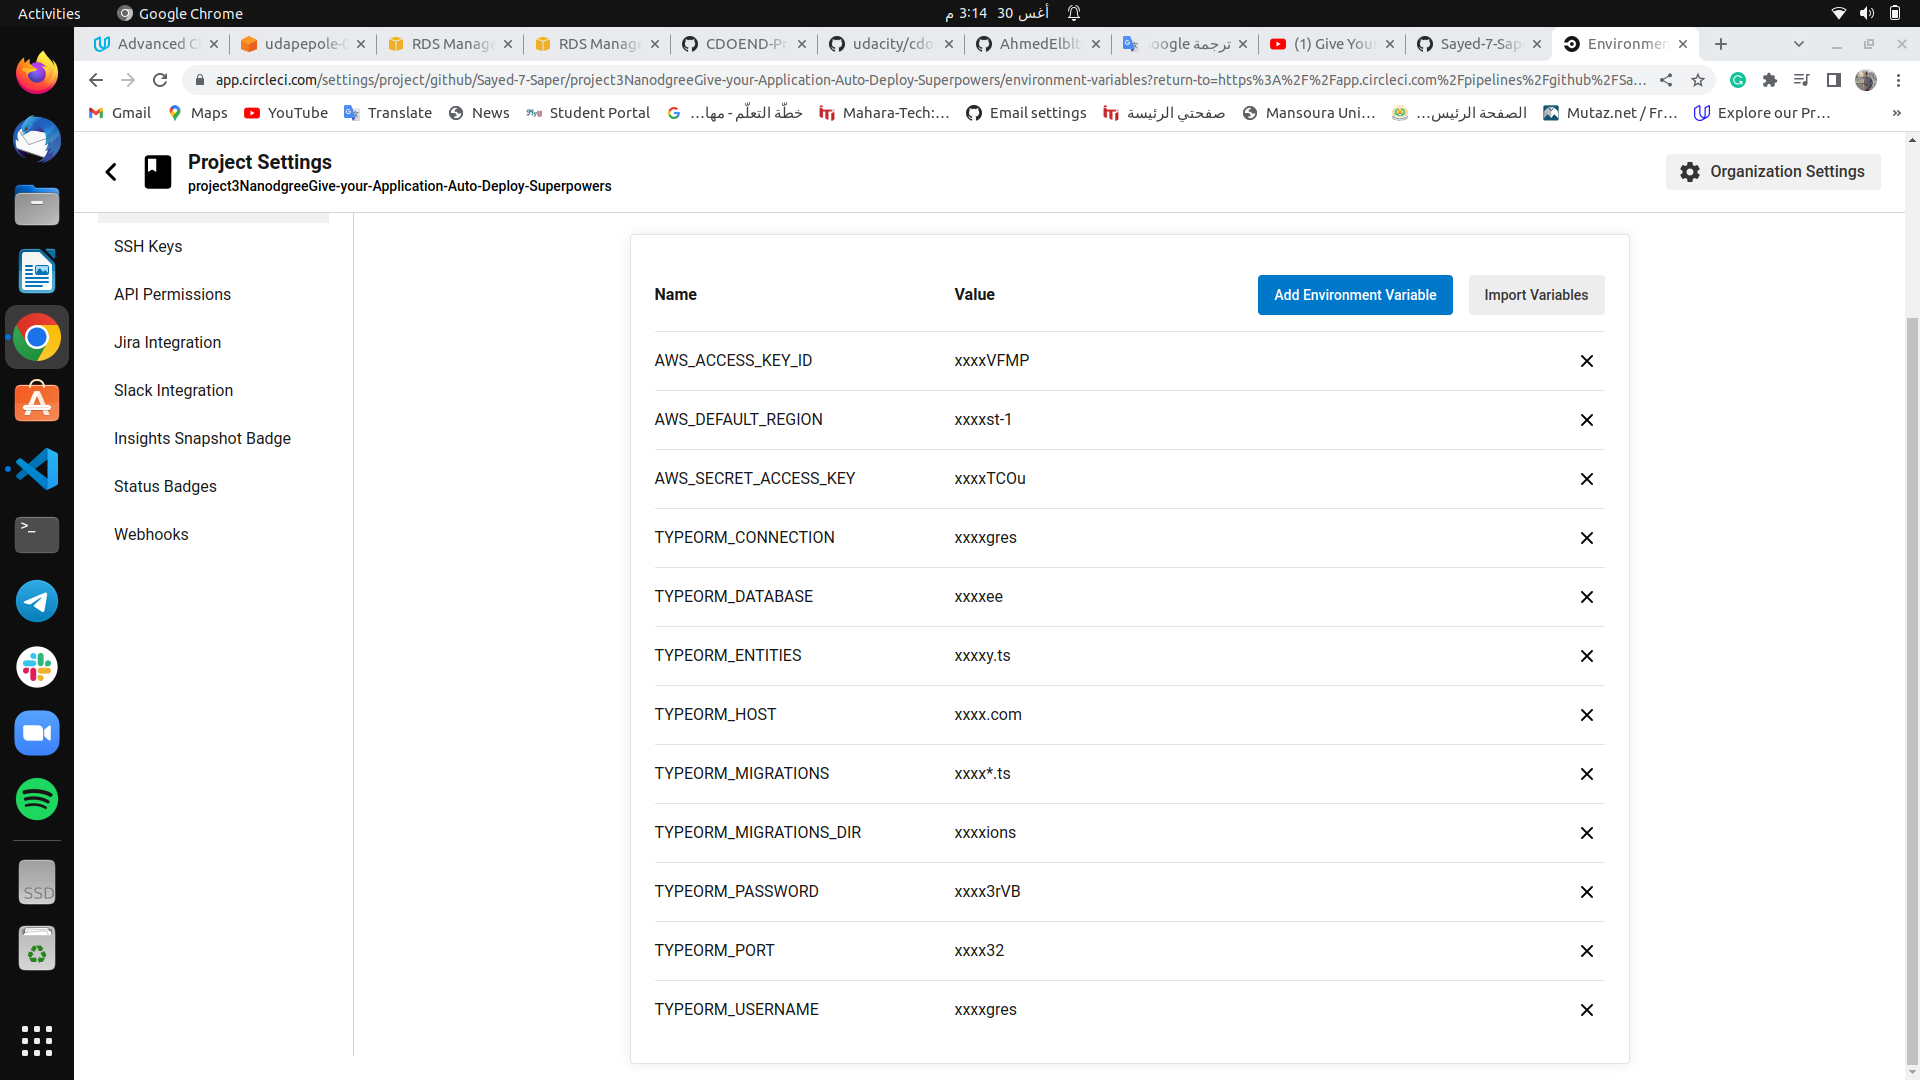 Activities
Google Chrome
أغس 30 3:14 م
Advanced C
udapepole-
RDS Manage
RDS Manage
CDOEND-Pr
udacity/cdo
AhmedElblt
ترجمة Google
(1) Give You
Sayed-7-Sap
Environmen
app.circleci.com/settings/project/github/Sayed-7-Saper/project3NanodgreeGive-your-Application-Auto-Deploy-Superpowers/environment-variables?return-to=https%3A%2F%2Fapp.circleci.com%2Fpipelines%2Fgithub%2FSa...
Gmail
Maps
YouTube
Translate
News
Student Portal
خطّة التعلّم - مها...
Mahara-Tech:...
Email settings
صفحتي الرئيسة
Mansoura Uni...
الصفحة الرئيس...
Mutaz.net / Fr...
Explore our Pr...
»
Project Settings
project3NanodgreeGive-your-Application-Auto-Deploy-Superpowers
Organization Settings
SSH Keys
API Permissions
Jira Integration
Slack Integration
Insights Snapshot Badge
Status Badges
Webhooks
Name Value
Add Environment Variable
Import Variables
AWS_ACCESS_KEY_ID xxxxVFMP
AWS_DEFAULT_REGION xxxxst-1
AWS_SECRET_ACCESS_KEY xxxxTCOu
TYPEORM_CONNECTION xxxxgres
TYPEORM_DATABASE xxxxee
TYPEORM_ENTITIES xxxxy.ts
TYPEORM_HOST xxxx.com
TYPEORM_MIGRATIONS xxxx*.ts
TYPEORM_MIGRATIONS_DIR xxxxions
TYPEORM_PASSWORD xxxx3rVB
TYPEORM_PORT xxxx32
TYPEORM_USERNAME xxxxgres
SSD